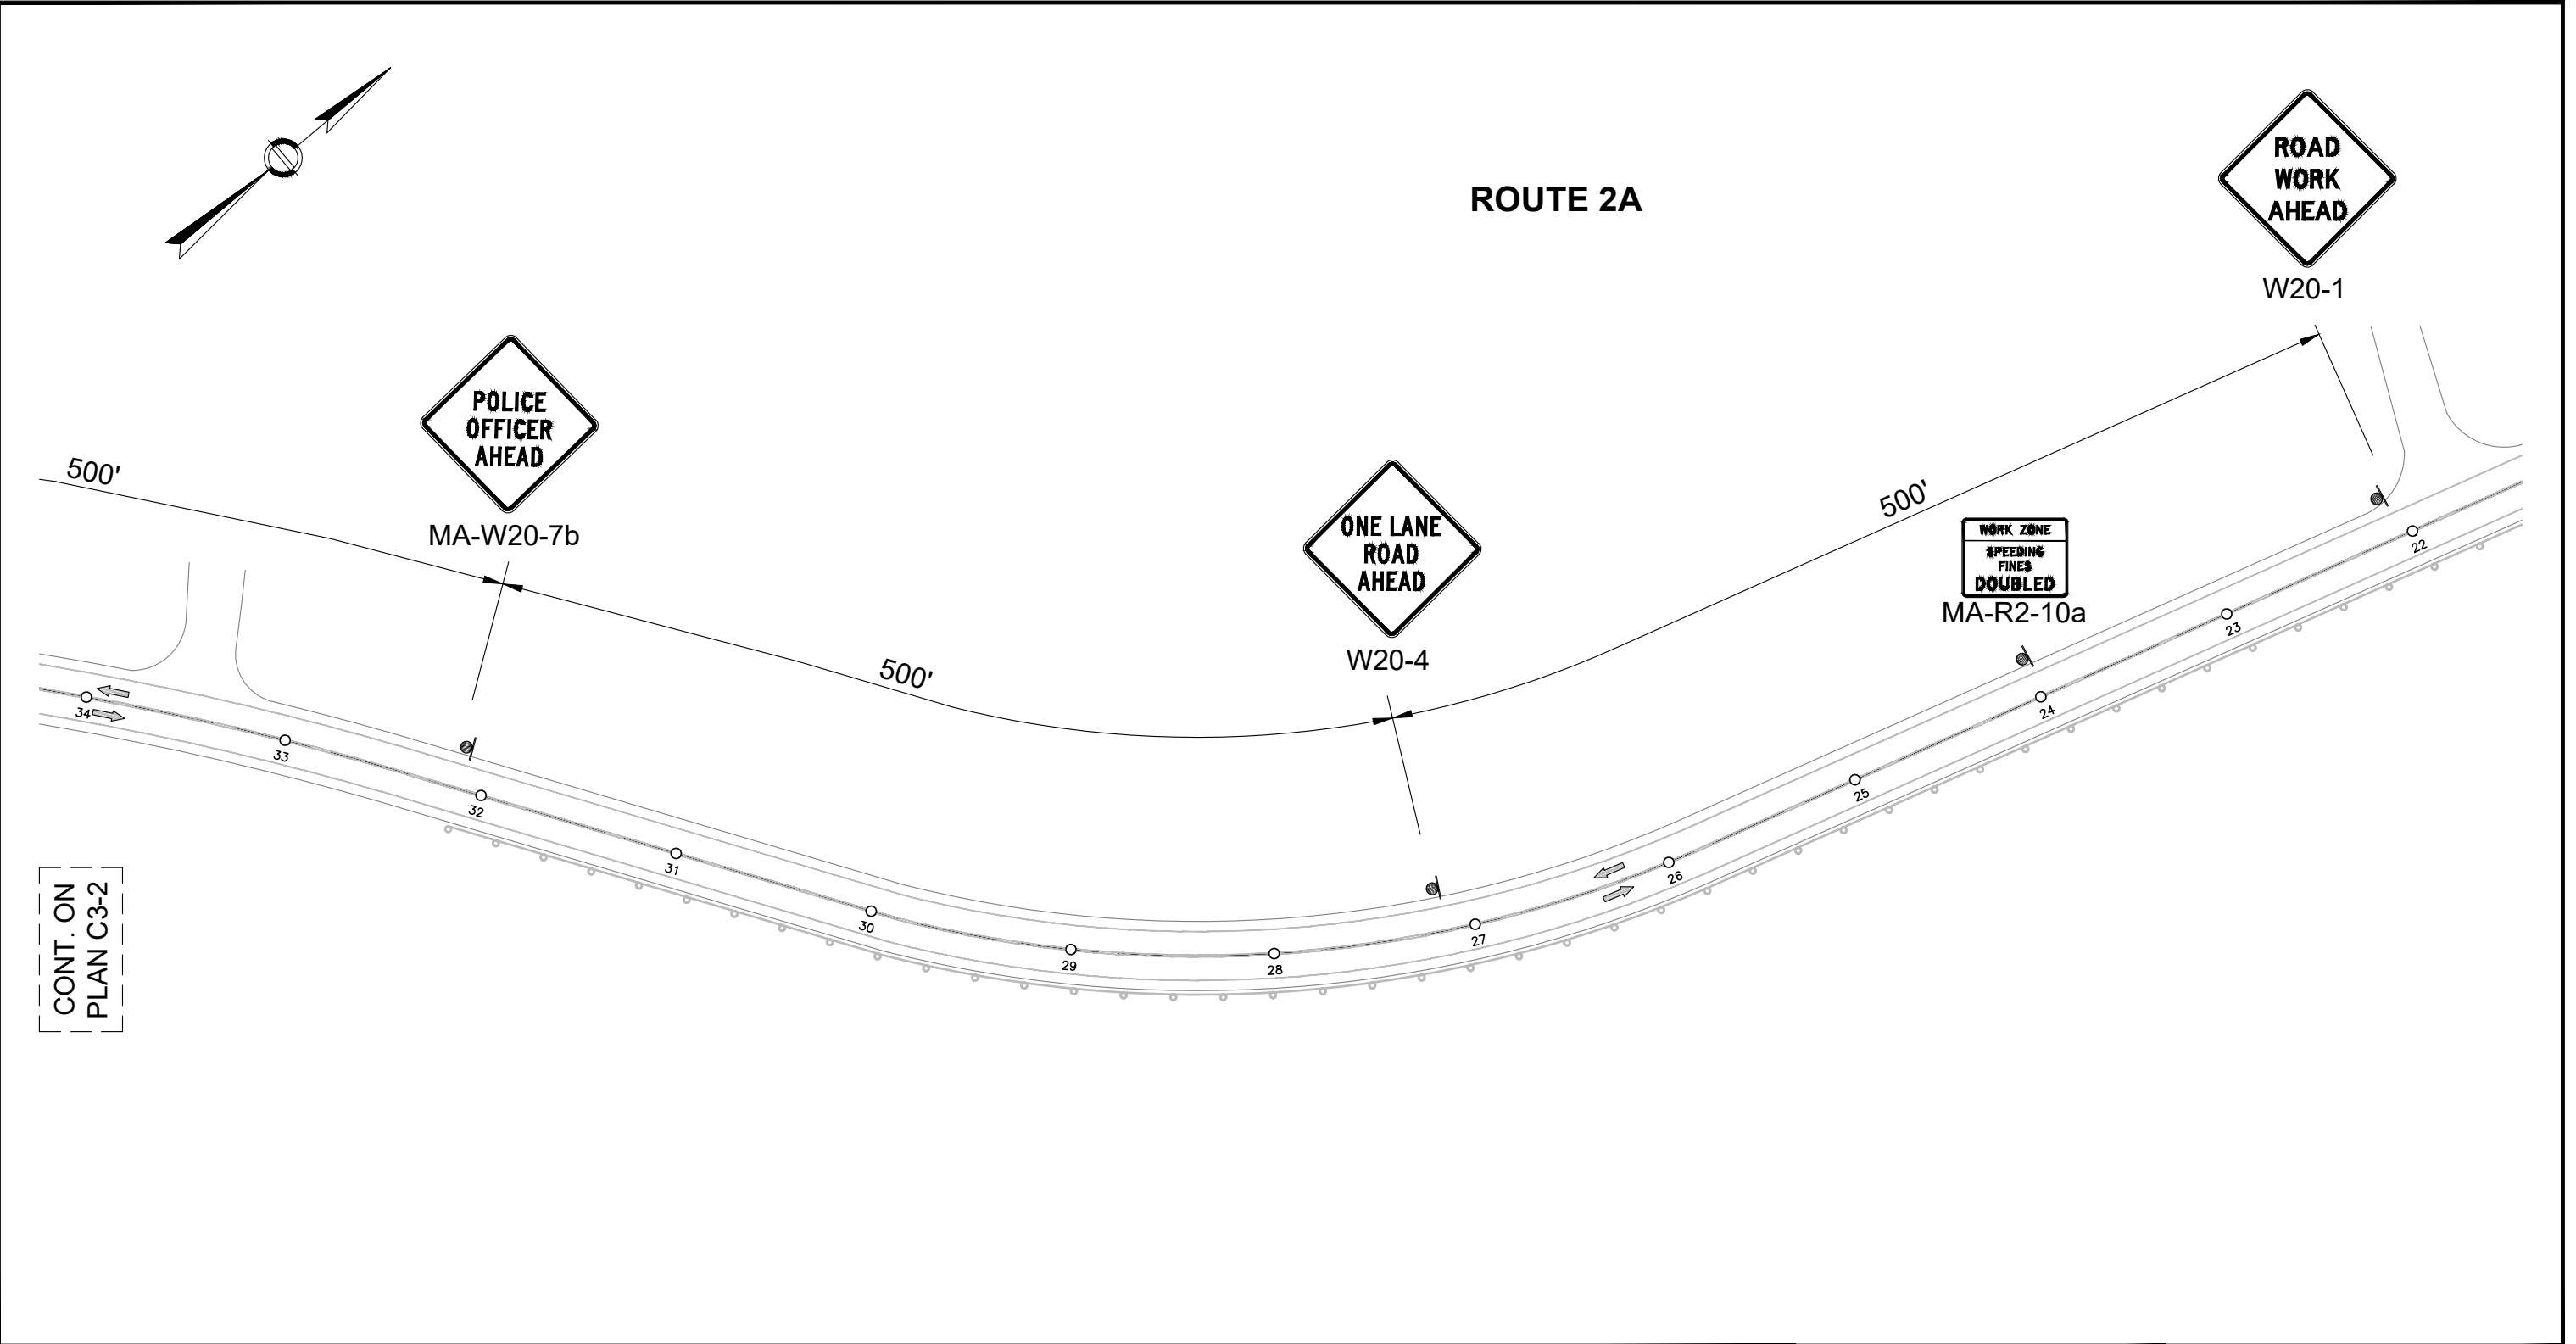 ROUTE 2A
ROAD
WORK
AHEAD
W20-1
POLICE
OFFICER
AHEAD
MA-W20-7b
500'
ONE LANE
ROAD
AHEAD
W20-4
500'
500'
WORK ZONE
SPEEDING
FINES
DOUBLED
MA-R2-10a
34
33
32
31
30
29
28
27
26
25
24
23
22
CONT. ON
PLAN C3-2